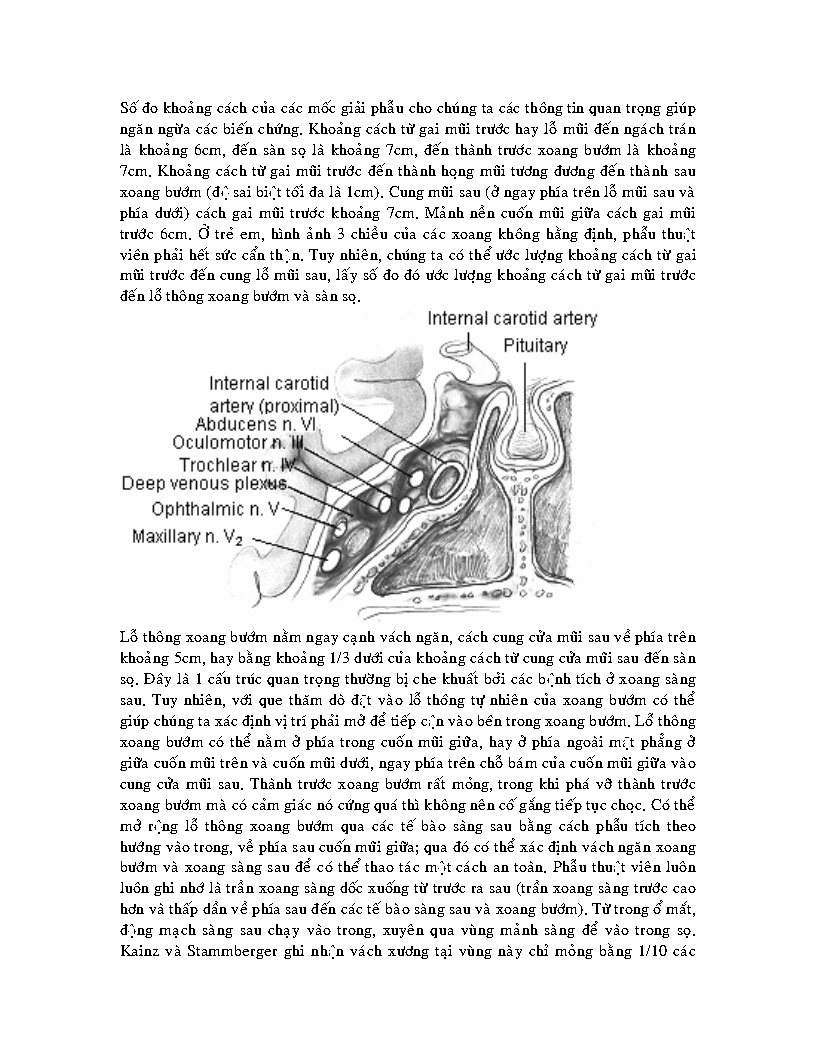 Số đo khoảng cách của các mốc giải phẫu cho chúng ta các thông tin quan trọng giúp
ngăn ngừa các biến chứng. Khoảng cách từ gai mũi trước hay lỗ mũi đến ngách trán
là khoảng 6cm, đến sàn sọ là khoảng 7cm, đến thành trước xoang bướm là khoảng
7cm. Khoảng cách từ gai mũi trước đến thành họng mũi tương đương đến thành sau
xoang bướm (độ sai biệt tối đa là 1cm). Cung mũi sau (ở ngay phía trên lỗ mũi sau và
phía dưới) cách gai mũi trươc khoảng 7cm. Mảnh nền cuốn mũi giữa cách gai mũi
trước 6cm. Ở trẻ em, hình ảnh 3 chiều của các xoang không hằng định, phẫu thuật
viên phải hết sức cẩn thận. Tuy nhiên, chúng ta có thể ước lượng khoảng cách từ gai
mũi trước đến cung lỗ mũi sau, lấy số đo đó ước lượng khoảng cách từ gai mũi trước
đến lỗ thông xoang bướm và sàn sọ.
Internal carotid artery
Pituitary
Internal carotid
artery (proximal)
Abducens n. VI
Oculomotor n. III
Trochlear n. IV
Deep venous plexus
Ophthalmic n. V
Maxillary n. V₂
Lỗ thông xoang bướm nằm ngay cạnh vách ngăn, cách cung cửa mũi sau về phía trên
khoảng 5cm, hay bằng khoảng 1/3 dưới của khoảng cách từ cung cửa mũi sau đến sàn
sọ. Đây là 1 cấu trúc quan trọng thường bị che khuất bởi các bệnh tích ở xoang sàng
sau. Tuy nhiên, với que thăm dò đặt vào lỗ thông tự nhiên của xoang bướm có thể
giúp chúng ta xác định vị trí phải mở để tiếp cận vào bên trong xoang bướm. Lỗ thông
xoang bướm có thể nằm ở phía trong cuốn mũi giữa, hay ở phía ngoài mặt phẳng ở
giữa cuốn mũi trên và cuốn mũi dưới, ngay phía trên chỗ bám của cuốn mũi giữa vào
cung cửa mũi sau. Thành trước xoang bướm rất mỏng, trong khi phá vỡ thành trước
xoang bướm mà có cảm giác nó cứng quá thì không nên cố gắng tiếp tục chọc. Có thể
mở rộng lỗ thông xoang bướm qua các tế bào sàng sau bằng cách phẫu tích theo
hướng vào trong, về phía sau cuốn mũi giữa; qua đó có thể xác định vách ngăn xoang
bướm và xoang sàng sau để có thể thao tác một cách an toàn. Phẫu thuật viên luôn
luôn ghi nhớ là trần xoang sàng dốc xuống từ trước ra sau (trần xoang sàng trước cao
hơn và thấp dần về phía sau đến các tế bào sàng sau và xoang bướm). Từ trong ổ mắt,
động mạch sàng sau chạy vào trong, xuyên qua vùng mảnh sàng để vào trong sọ.
Kainz và Stammberger ghi nhận vách xương tại vùng này chỉ mỏng bằng 1/10 các